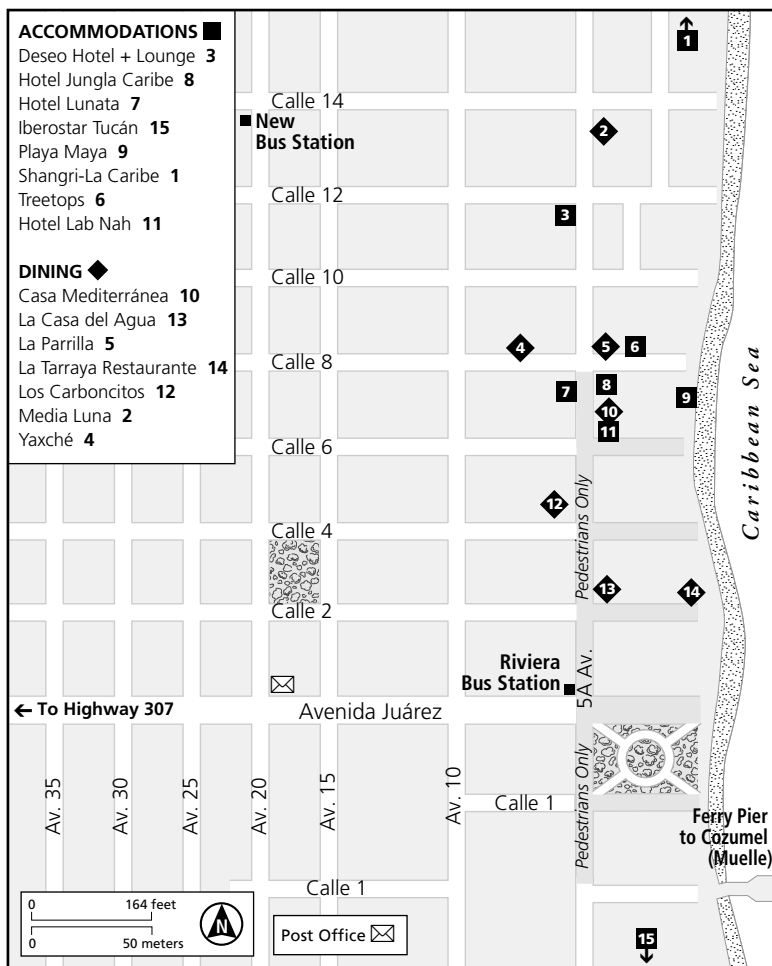 ACCOMMODATIONS
Deseo Hotel + Lounge 3
Hotel Jungla Caribe 8
Hotel Lunata 7
Iberostar Tucán 15
Playa Maya 9
Shangri-La Caribe 1
Treetops 6
Hotel Lab Nah 11
DINING
Casa Mediterránea 10
La Casa del Agua 13
La Parrilla 5
La Tarraya Restaurante 14
Los Carboncitos 12
Media Luna 2
Yaxché 4
1
Calle 14
New
Bus Station
2
Calle 12
3
Calle 10
4
5
6
Calle 8
7
8
9
10
11
Calle 6
Caribbean Sea
12
Pedestrians Only
Calle 4
13
14
Calle 2
Riviera
Bus Station
5A Av.
To Highway 307
Avenida Juárez
Av. 35
Av. 30
Av. 25
Av. 20
Av. 15
Av. 10
Pedestrians Only
Calle 1
Ferry Pier
to Cozumel
(Muelle)
Calle 1
0 164 feet
0 50 meters
N
Post Office
15